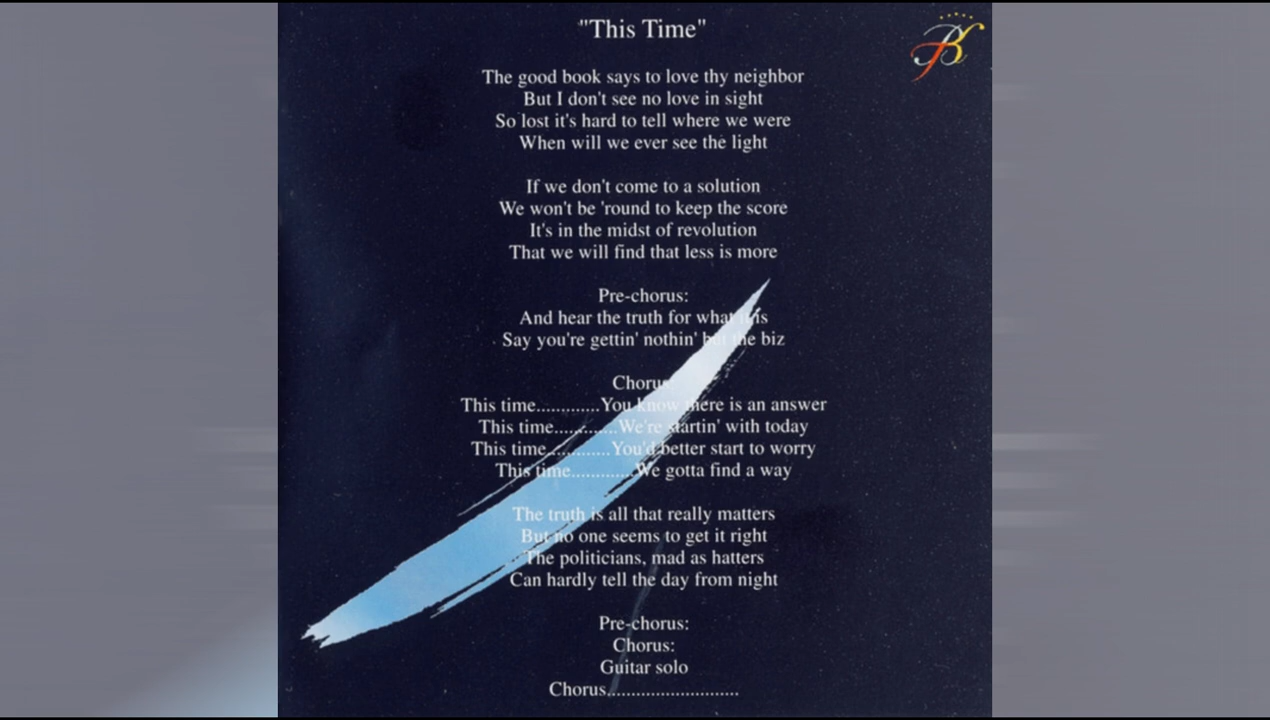 "This Time"
The good book says to love thy neighbor
But I don't see no love in sight
So lost it's hard to tell where we were
When will we ever see the light
If we don't come to a solution
We won't be 'round to keep the score
It's in the midst of revolution
That we will find that less is more
Pre-chorus:
And hear the truth for what it is
Say you're gettin' nothin' but the biz
Chorus:
This time.............You know there is an answer
This time.............We're startin' with today
This time.............You'd better start to worry
This time.............We gotta find a way
The truth is all that really matters
But no one seems to get it right
The politicians, mad as hatters
Can hardly tell the day from night
Pre-chorus:
Chorus:
Guitar solo
Chorus...........................